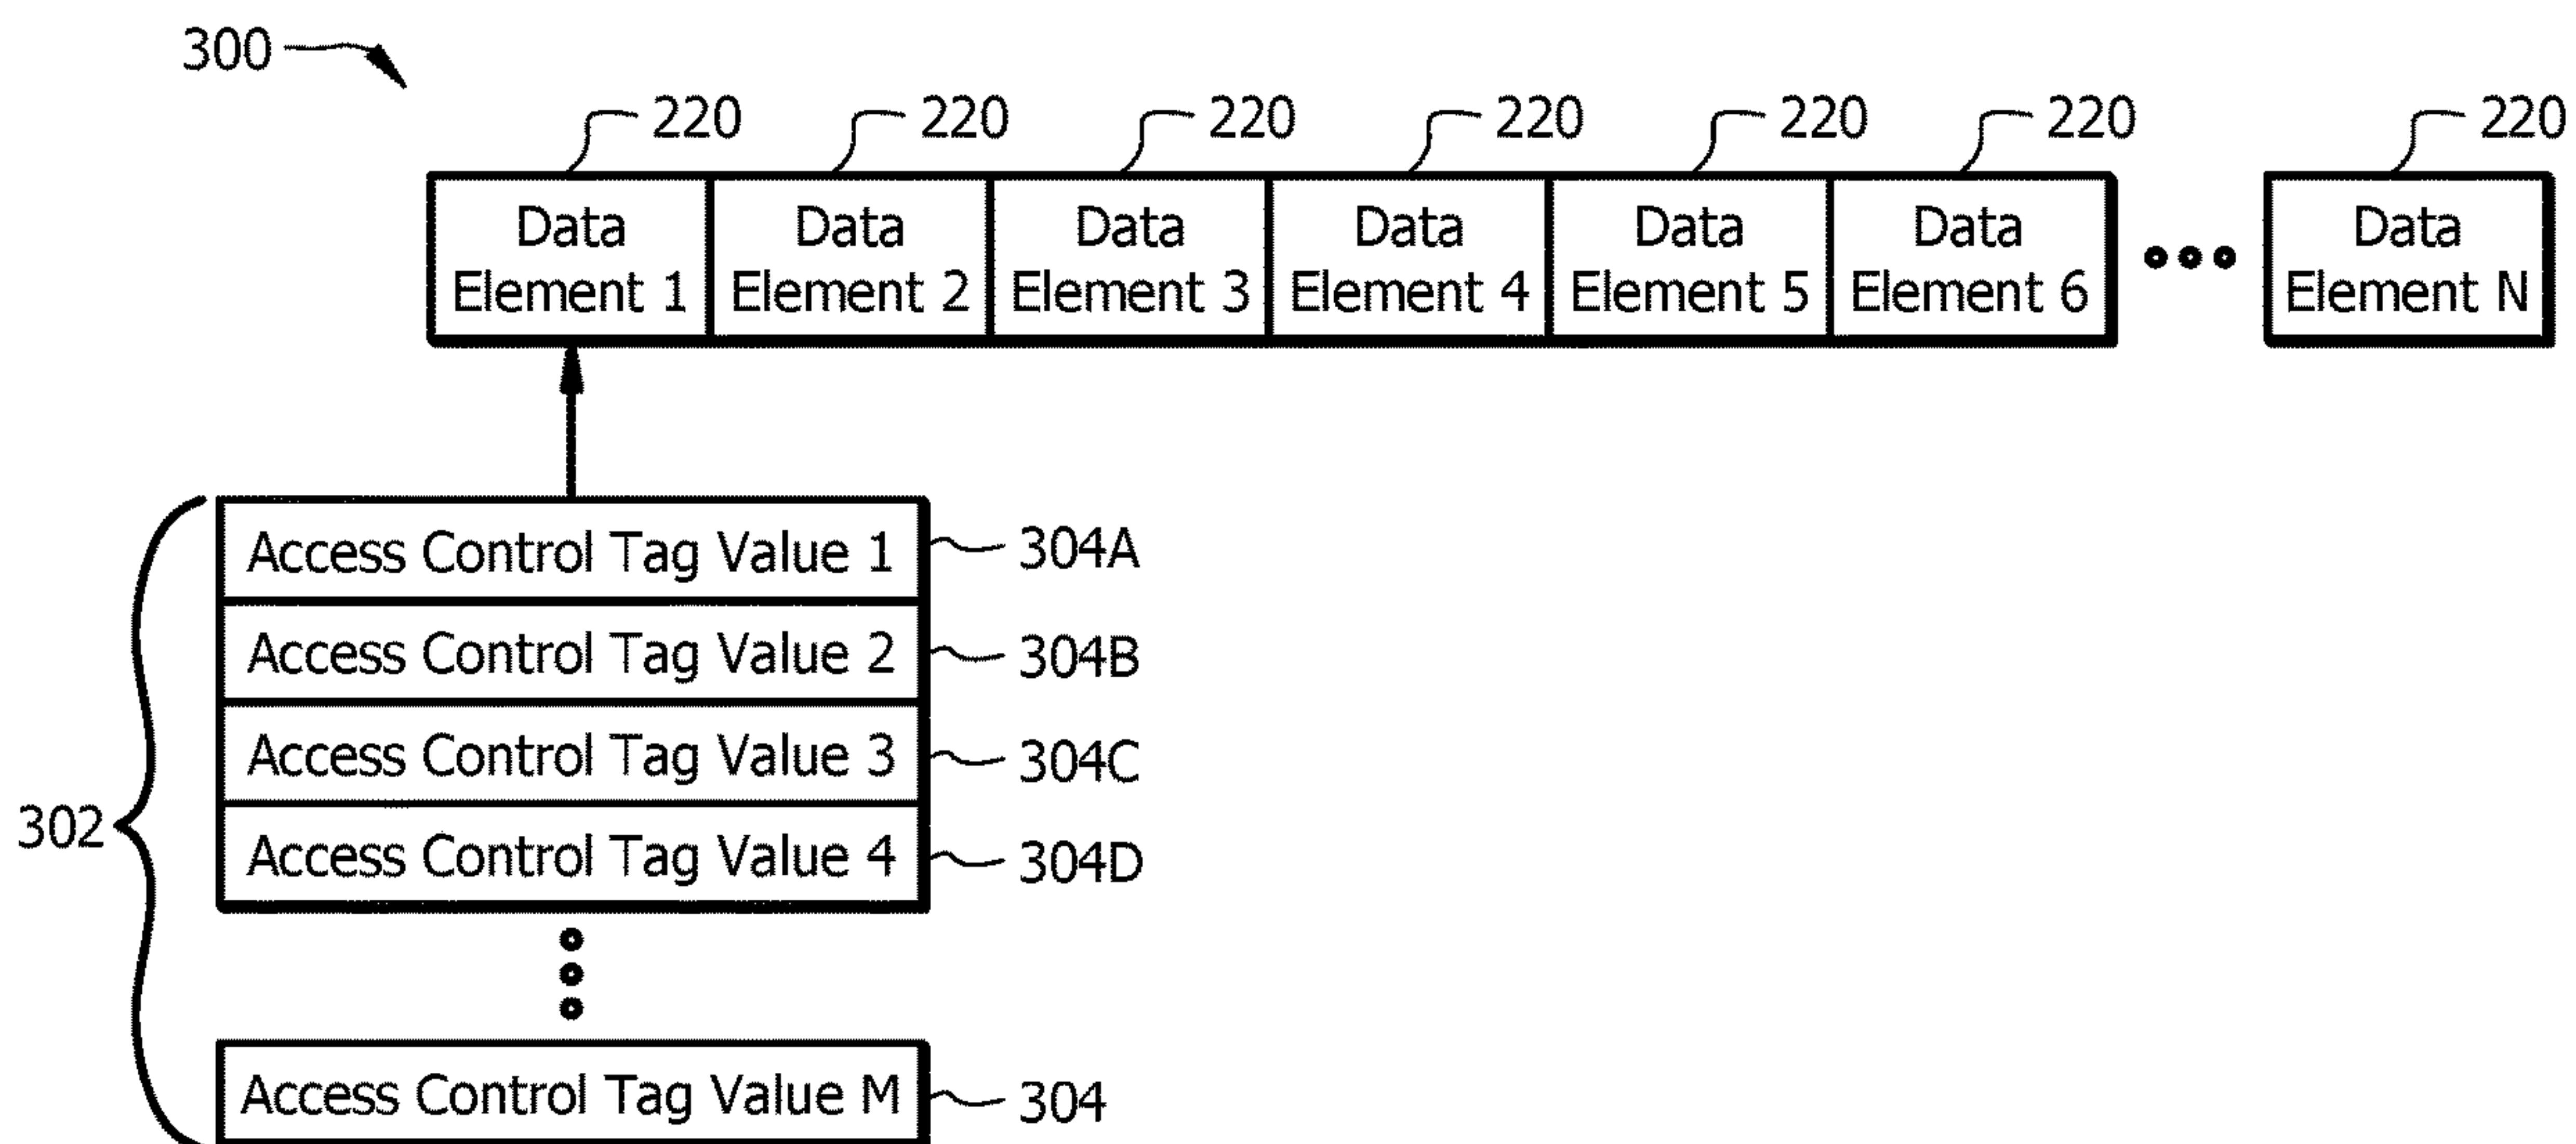 300
220 220 220 220 220 220 220
Data Data Data Data Data Data Data
Element 1 Element 2 Element 3 Element 4 Element 5 Element 6 Element N
Access Control Tag Value 1 304A
Access Control Tag Value 2 304B
Access Control Tag Value 3 304C
302
Access Control Tag Value 4 304D
Access Control Tag Value M 304